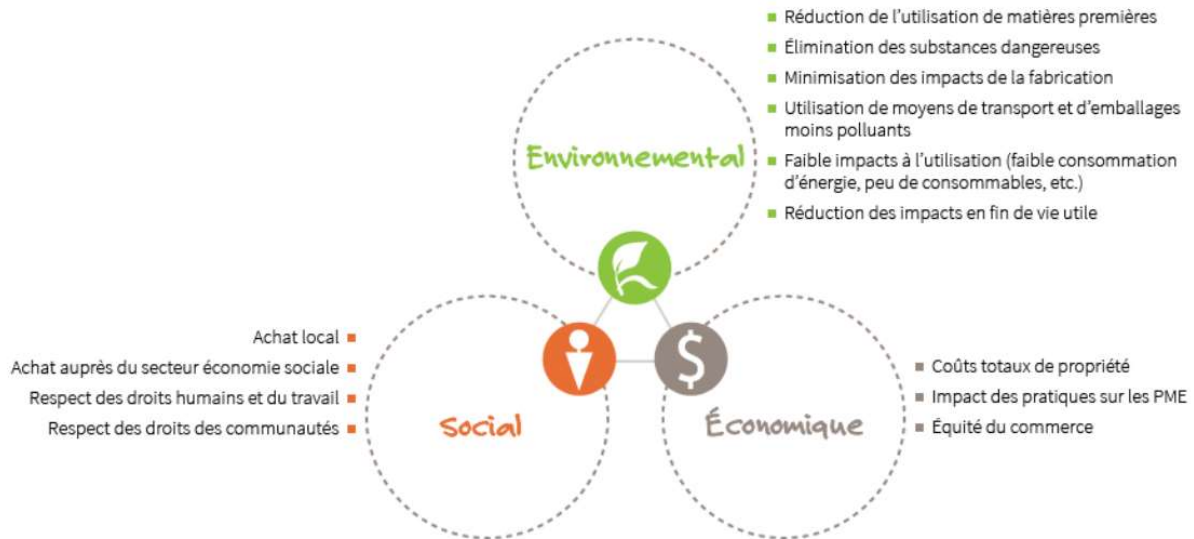 Réduction de l'utilisation de matières premières
Élimination des substances dangereuses
Minimisation des impacts de la fabrication
Utilisation de moyens de transport et d'emballages
moins polluants
Faible impacts à l'utilisation (faible consommation
d'énergie, peu de consommables, etc.)
Réduction des impacts en fin de vie utile
Environnemental
Achat local
Achat auprès du secteur économie sociale
Respect des droits humains et du travail
Respect des droits des communautés
Social
$
Économique
Coûts totaux de propriété
Impact des pratiques sur les PME
Équité du commerce